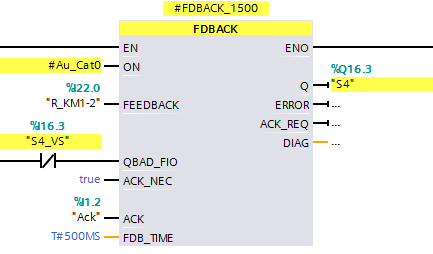 #FDBACK_1500
FDBACK
EN ENO
#Au_Cat0 ON
%Q16.3
%I22.0 Q "S4"
"R_KM1-2" FEEDBACK ERROR ...
%I16.3 ACK_REQ ...
"S4_VS" DIAG ...
QBAD_FIO
true ACK_NEC
%I1.2
"Ack" ACK
T#500MS FDB_TIME